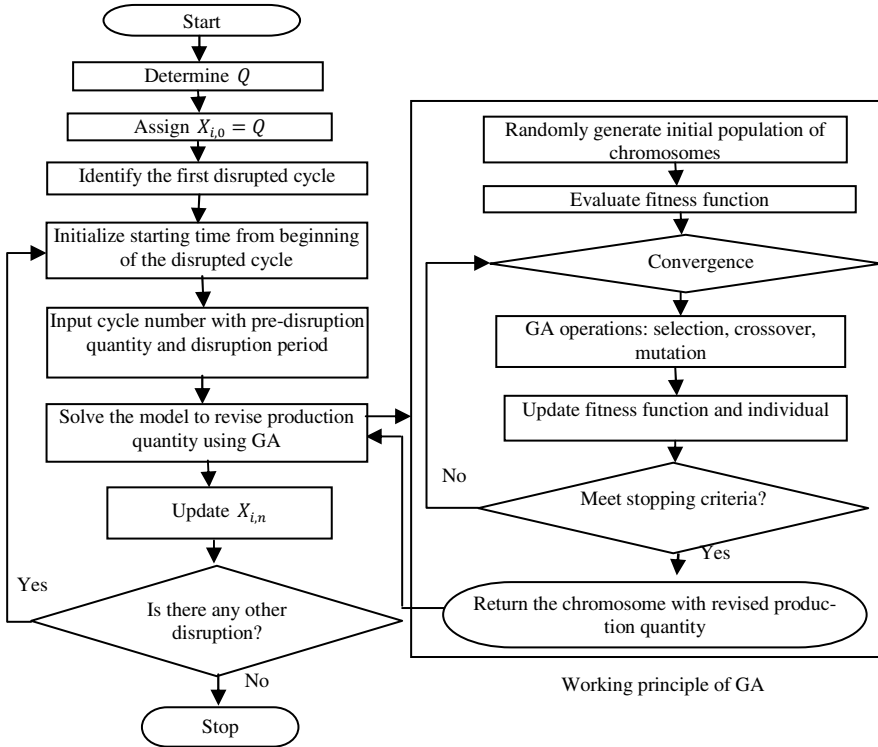 Start
Determine Q
Assign X_{i,0} = Q
Identify the first disrupted cycle
Initialize starting time from beginning
of the disrupted cycle
Input cycle number with pre-disruption
quantity and disruption period
Solve the model to revise production
quantity using GA
Update X_{i,n}
Yes
Is there any other
disruption?
No
Stop
Randomly generate initial population of
chromosomes
Evaluate fitness function
Convergence
GA operations: selection, crossover,
mutation
Update fitness function and individual
No
Meet stopping criteria?
Yes
Return the chromosome with revised produc-
tion quantity
Working principle of GA